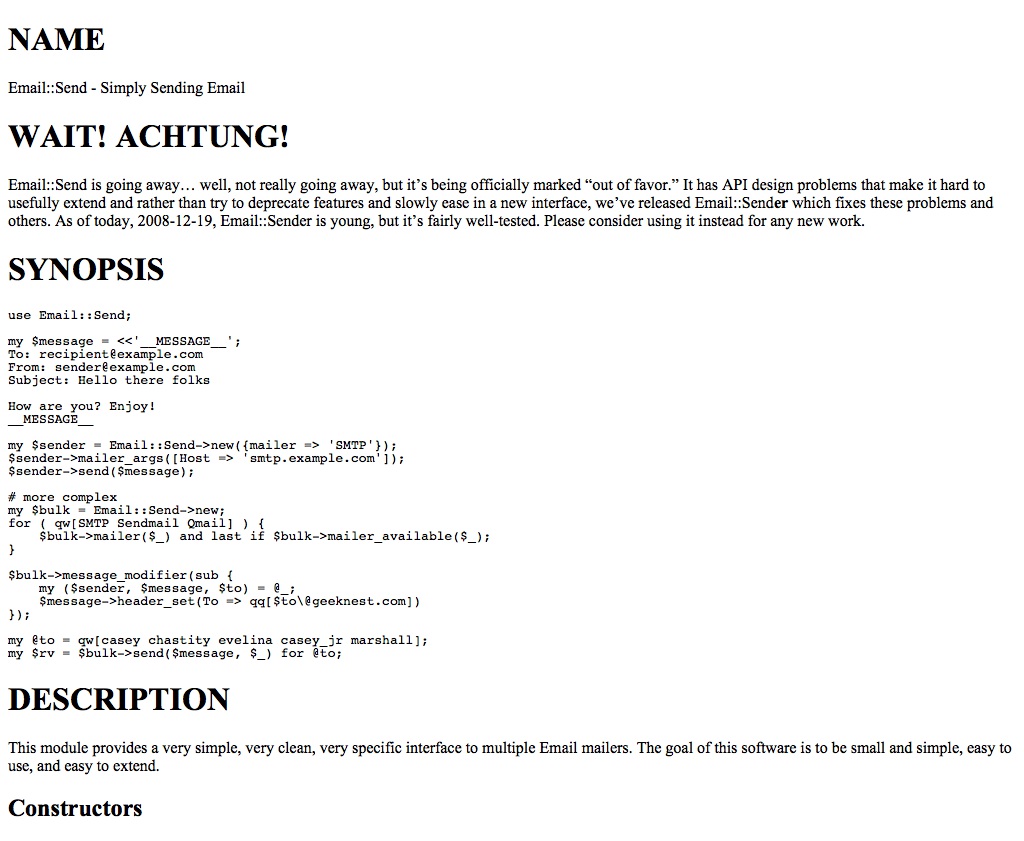 NAME
Email::Send - Simply Sending Email
WAIT! ACHTUNG!
Email::Send is going away… well, not really going away, but it’s being officially marked “out of favor.” It has API design problems that make it hard to
usefully extend and rather than try to deprecate features and slowly ease in a new interface, we’ve released Email::Sender which fixes these problems and
others. As of today, 2008-12-19, Email::Sender is young, but it’s fairly well-tested. Please consider using it instead for any new work.
SYNOPSIS
use Email::Send;
my $message = <<'__MESSAGE__';
To: recipient@example.com
From: sender@example.com
Subject: Hello there folks
How are you? Enjoy!
__MESSAGE__
my $sender = Email::Send->new({mailer => 'SMTP'});
$sender->mailer_args([Host => 'smtp.example.com']);
$sender->send($message);
# more complex
my $bulk = Email::Send->new;
for ( qw[SMTP Sendmail Qmail] ) {
    $bulk->mailer($_) and last if $bulk->mailer_available($_);
}
$bulk->message_modifier(sub {
    my ($sender, $message, $to) = @_;
    $message->header_set(To => qq[$to\@geeknest.com])
});
my @to = qw[casey chastity evelina casey_jr marshall];
my $rv = $bulk->send($message, $_) for @to;
DESCRIPTION
This module provides a very simple, very clean, very specific interface to multiple Email mailers. The goal of this software is to be small and simple, easy to
use, and easy to extend.
Constructors